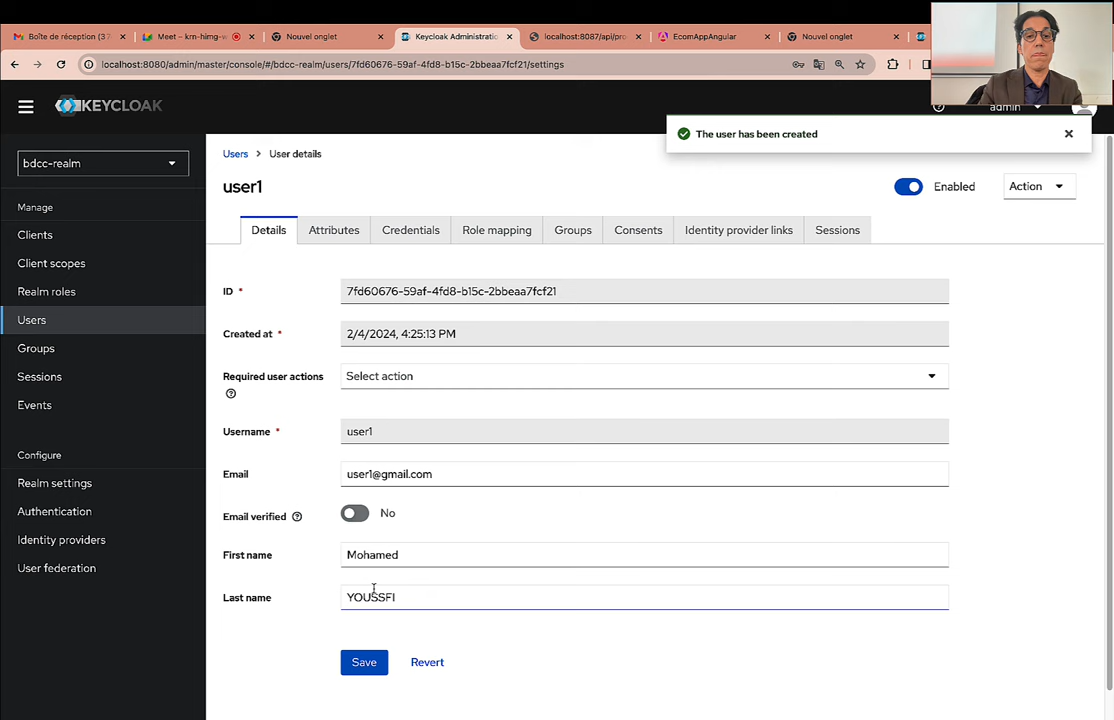 Boîte de réception (3 7
Meet – krn-himg-w
Nouvel onglet
Keycloak Administratio
localhost:8087/api/pro
EcomAppAngular
Nouvel onglet
localhost:8080/admin/master/console/#/bdcc-realm/users/7fd60676-59af-4fd8-b15c-2bbeaa7fcf21/settings
KEYCLOAK
admin
The user has been created
bdcc-realm
Manage
Clients
Client scopes
Realm roles
Users
Groups
Sessions
Events
Configure
Realm settings
Authentication
Identity providers
User federation
Users > User details
user1
Enabled
Action
Details Attributes Credentials Role mapping Groups Consents Identity provider links Sessions
ID * 7fd60676-59af-4fd8-b15c-2bbeaa7fcf21
Created at * 2/4/2024, 4:25:13 PM
Required user actions Select action
Username * user1
Email user1@gmail.com
Email verified No
First name Mohamed
Last name YOUSSFI
Save Revert